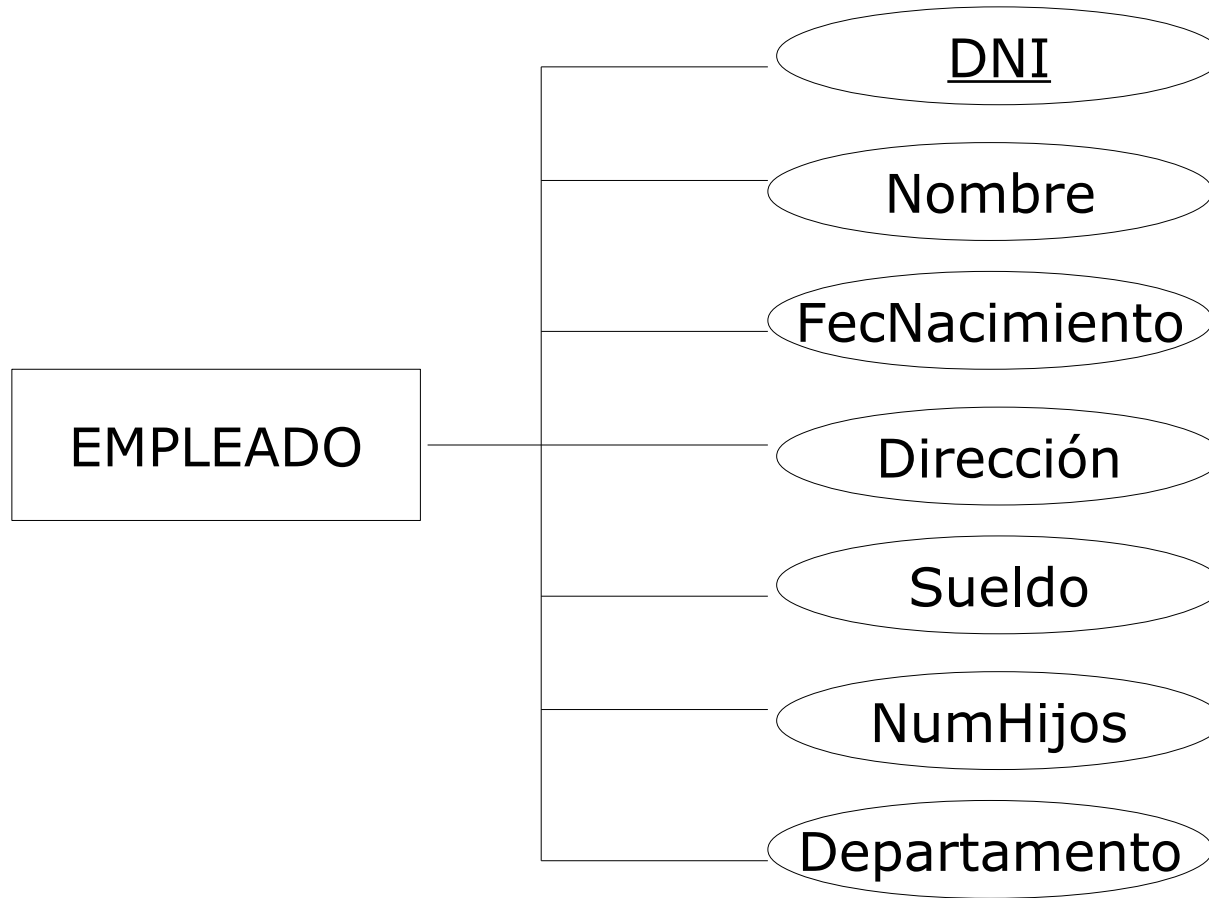 DNI
Nombre
FecNacimiento
EMPLEADO
Dirección
Sueldo
NumHijos
Departamento